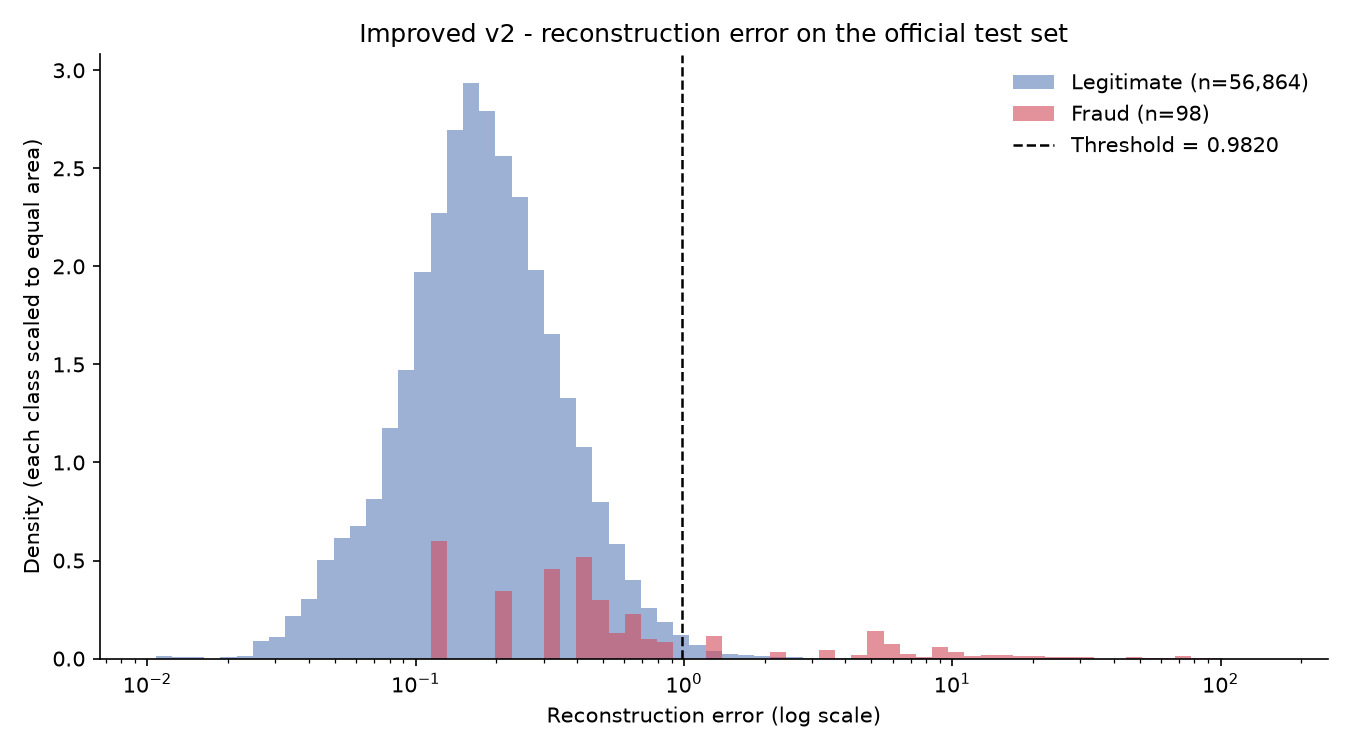 Improved v2 - reconstruction error on the official test set
Legitimate (n=56,864)
Fraud (n=98)
Threshold = 0.9820
Density (each class scaled to equal area)
3.0
2.5
2.0
1.5
1.0
0.5
0.0
10⁻² 10⁻¹ 10⁰ 10¹ 10²
Reconstruction error (log scale)